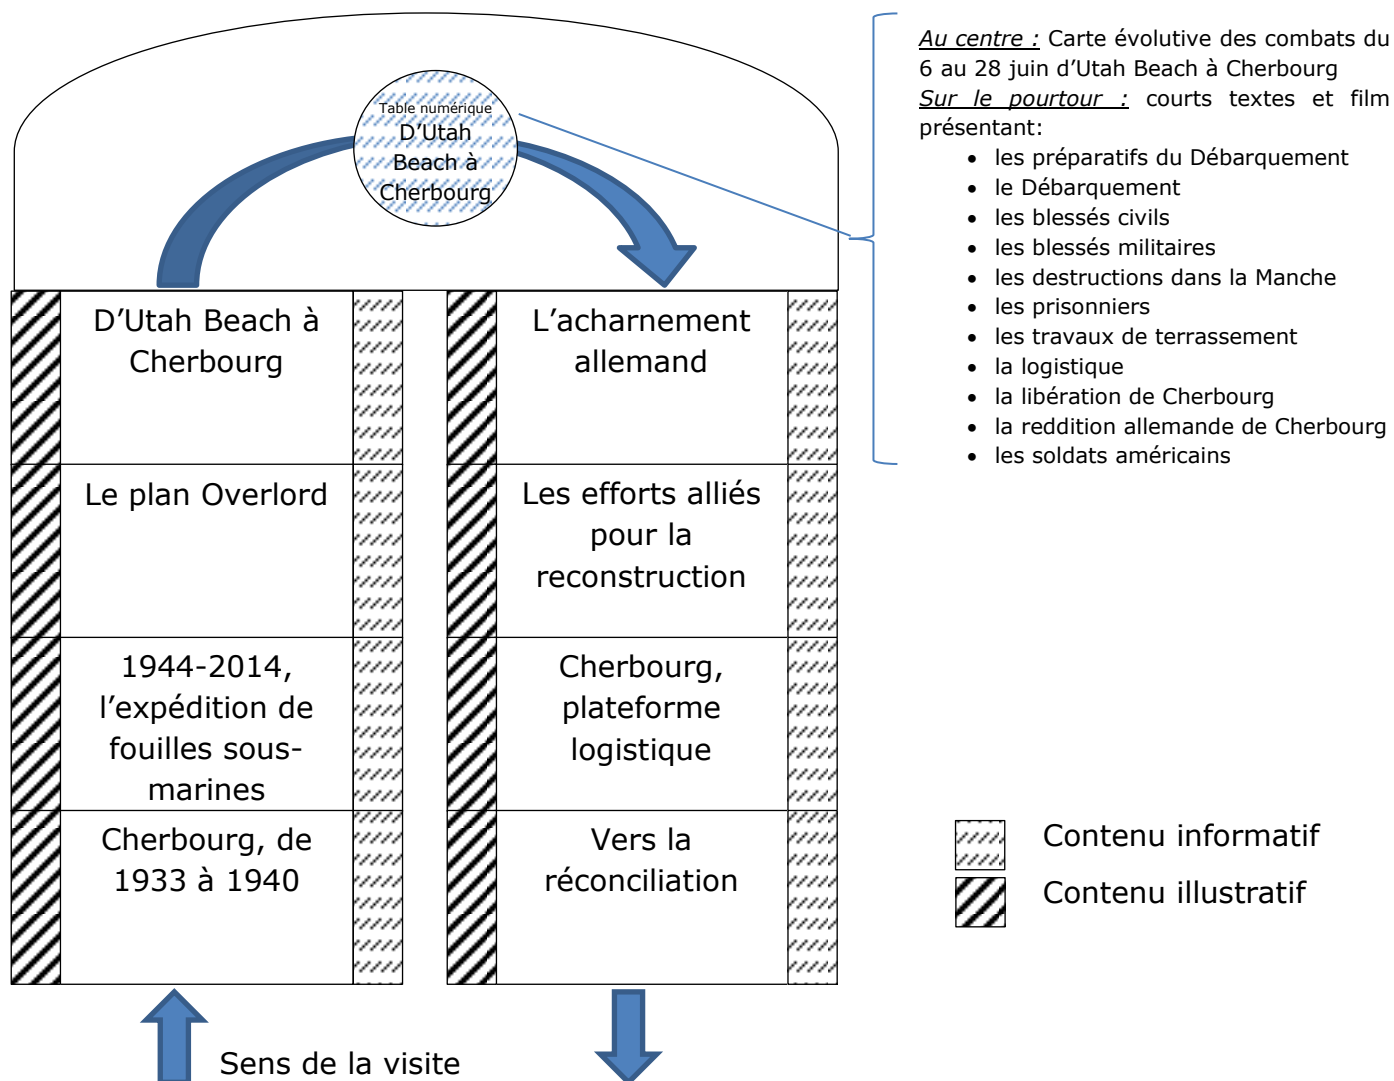 Table numérique
D’Utah
Beach à
Cherbourg
Au centre : Carte évolutive des combats du
6 au 28 juin d’Utah Beach à Cherbourg
Sur le pourtour : courts textes et film
présentant:
• les préparatifs du Débarquement
• le Débarquement
• les blessés civils
• les blessés militaires
• les destructions dans la Manche
• les prisonniers
• les travaux de terrassement
• la logistique
• la libération de Cherbourg
• la reddition allemande de Cherbourg
• les soldats américains
D’Utah Beach à
Cherbourg
Le plan Overlord
1944-2014,
l’expédition de
fouilles sous-
marines
Cherbourg, de
1933 à 1940
L’acharnement
allemand
Les efforts alliés
pour la
reconstruction
Cherbourg,
plateforme
logistique
Vers la
réconciliation
Contenu informatif
Contenu illustratif
Sens de la visite